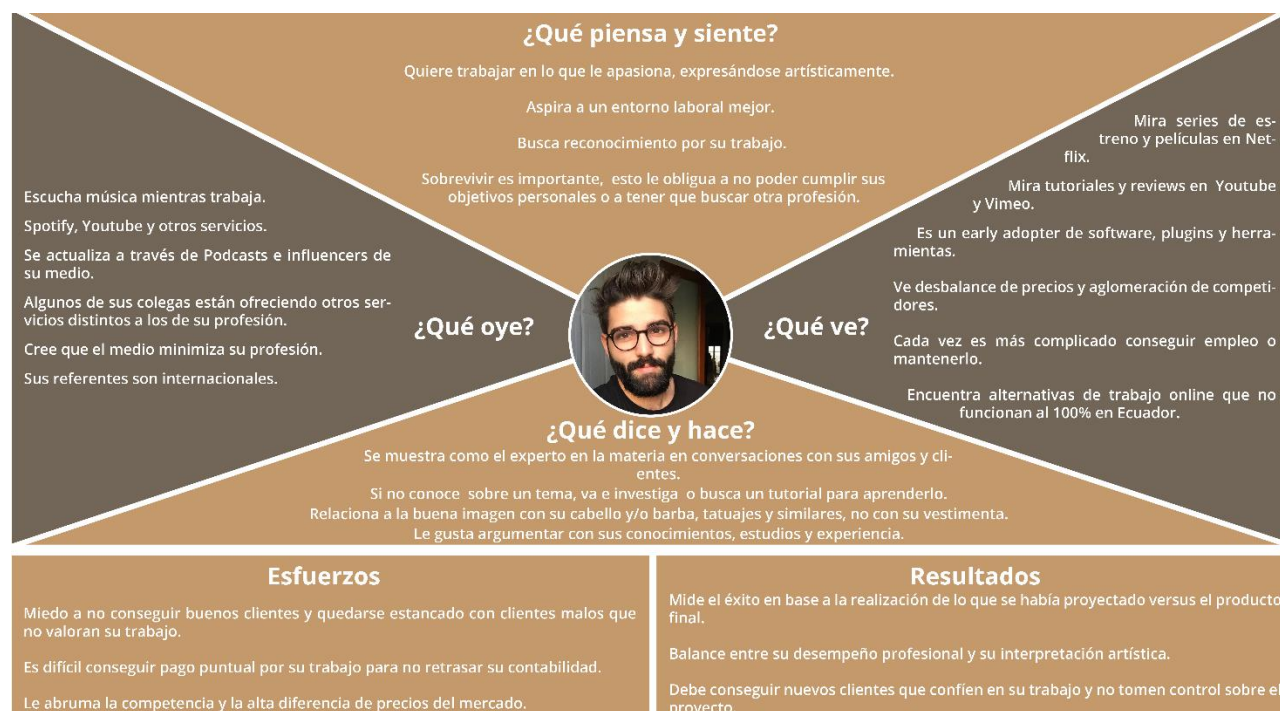 ¿Qué piensa y siente?
Quiere trabajar en lo que le apasiona, expresándose artísticamente.
Aspira a un entorno laboral mejor.
Busca reconocimiento por su trabajo.
Sobrevivir es importante, esto le obliga a no poder cumplir sus
objetivos personales o a tener que buscar otra profesión.
Escucha música mientras trabaja.
Spotify, Youtube y otros servicios.
Se actualiza a través de Podcasts e influencers de
su medio.
Algunos de sus colegas están ofreciendo otros ser-
vicios distintos a los de su profesión.
Cree que el medio minimiza su profesión.
Sus referentes son internacionales.
¿Qué oye?
¿Qué ve?
Mira series de es-
treno y películas en Net-
flix.
Mira tutoriales y reviews en Youtube
y Vimeo.
Es un early adopter de software, plugins y herra-
mientas.
Ve desbalance de precios y aglomeración de competi-
dores.
Cada vez es más complicado conseguir empleo o
mantenerlo.
Encuentra alternativas de trabajo online que no
funcionan al 100% en Ecuador.
¿Qué dice y hace?
Se muestra como el experto en la materia en conversaciones con sus amigos y cli-
entes.
Si no conoce sobre un tema, va e investiga o busca un tutorial para aprenderlo.
Relaciona a la buena imagen con su cabello y/o barba, tatuajes y similares, no con su vestimenta.
Le gusta argumentar con sus conocimientos, estudios y experiencia.
Esfuerzos
Miedo a no conseguir buenos clientes y quedarse estancado con clientes malos que
no valoran su trabajo.
Es difícil conseguir pago puntual por su trabajo para no retrasar su contabilidad.
Le abruma la competencia y la alta diferencia de precios del mercado.
Resultados
Mide el éxito en base a la realización de lo que se había proyectado versus el producto
final.
Balance entre su desempeño profesional y su interpretación artística.
Debe conseguir nuevos clientes que confíen en su trabajo y no tomen control sobre el
proyecto.